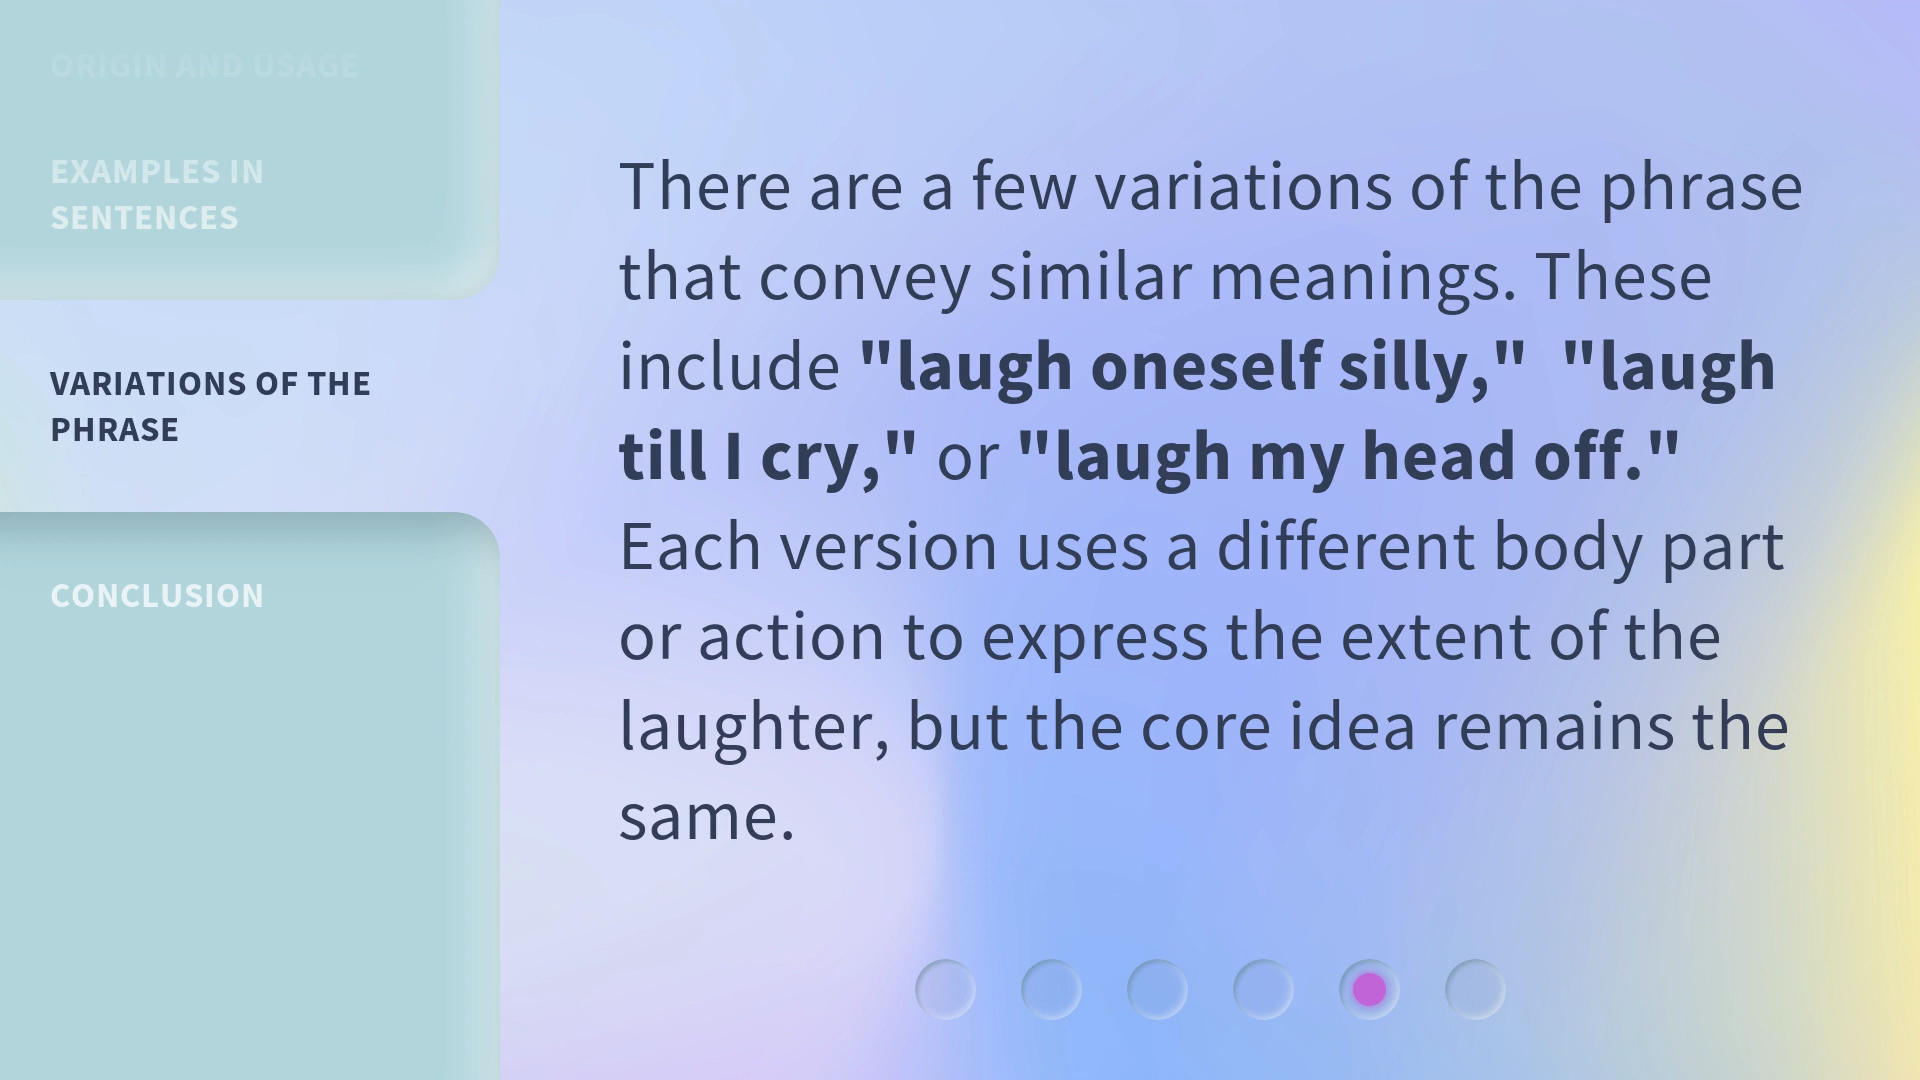 ORIGIN AND USAGE
EXAMPLES IN
SENTENCES
VARIATIONS OF THE
PHRASE
CONCLUSION
There are a few variations of the phrase
that convey similar meanings. These
include "laugh oneself silly," "laugh
till I cry," or "laugh my head off."
Each version uses a different body part
or action to express the extent of the
laughter, but the core idea remains the
same.